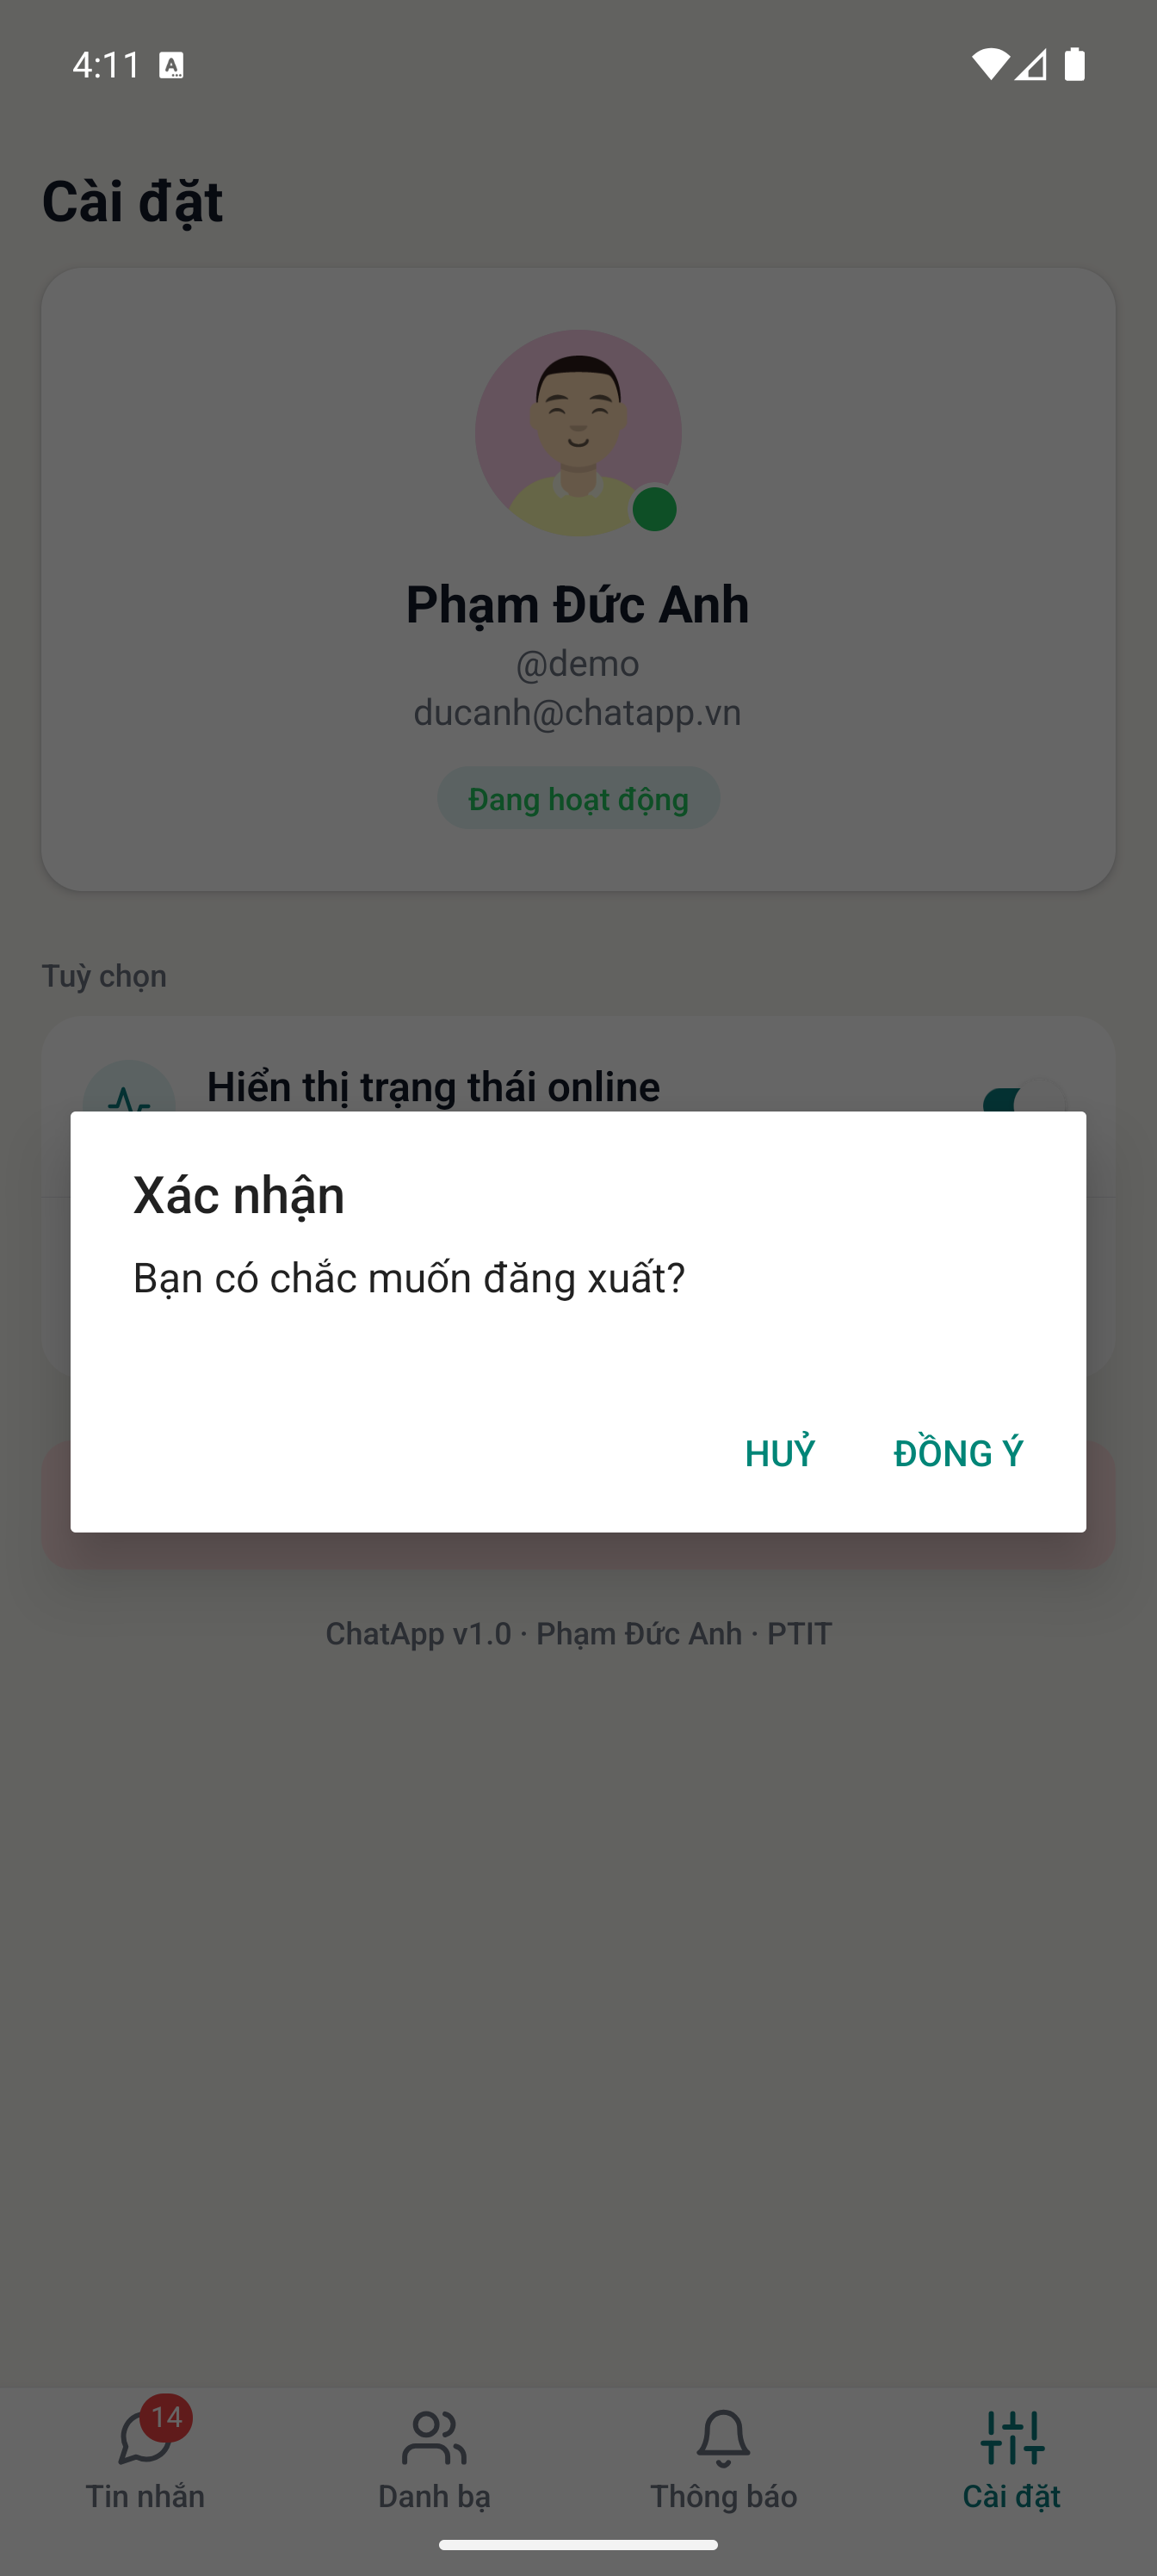 4:11
Cài đặt
Phạm Đức Anh
@demo
ducanh@chatapp.vn
Đang hoạt động
Tuỳ chọn
Hiển thị trạng thái online
Xác nhận
Bạn có chắc muốn đăng xuất?
HUỶ ĐỒNG Ý
ChatApp v1.0 · Phạm Đức Anh · PTIT
14
Tin nhắn Danh bạ Thông báo Cài đặt